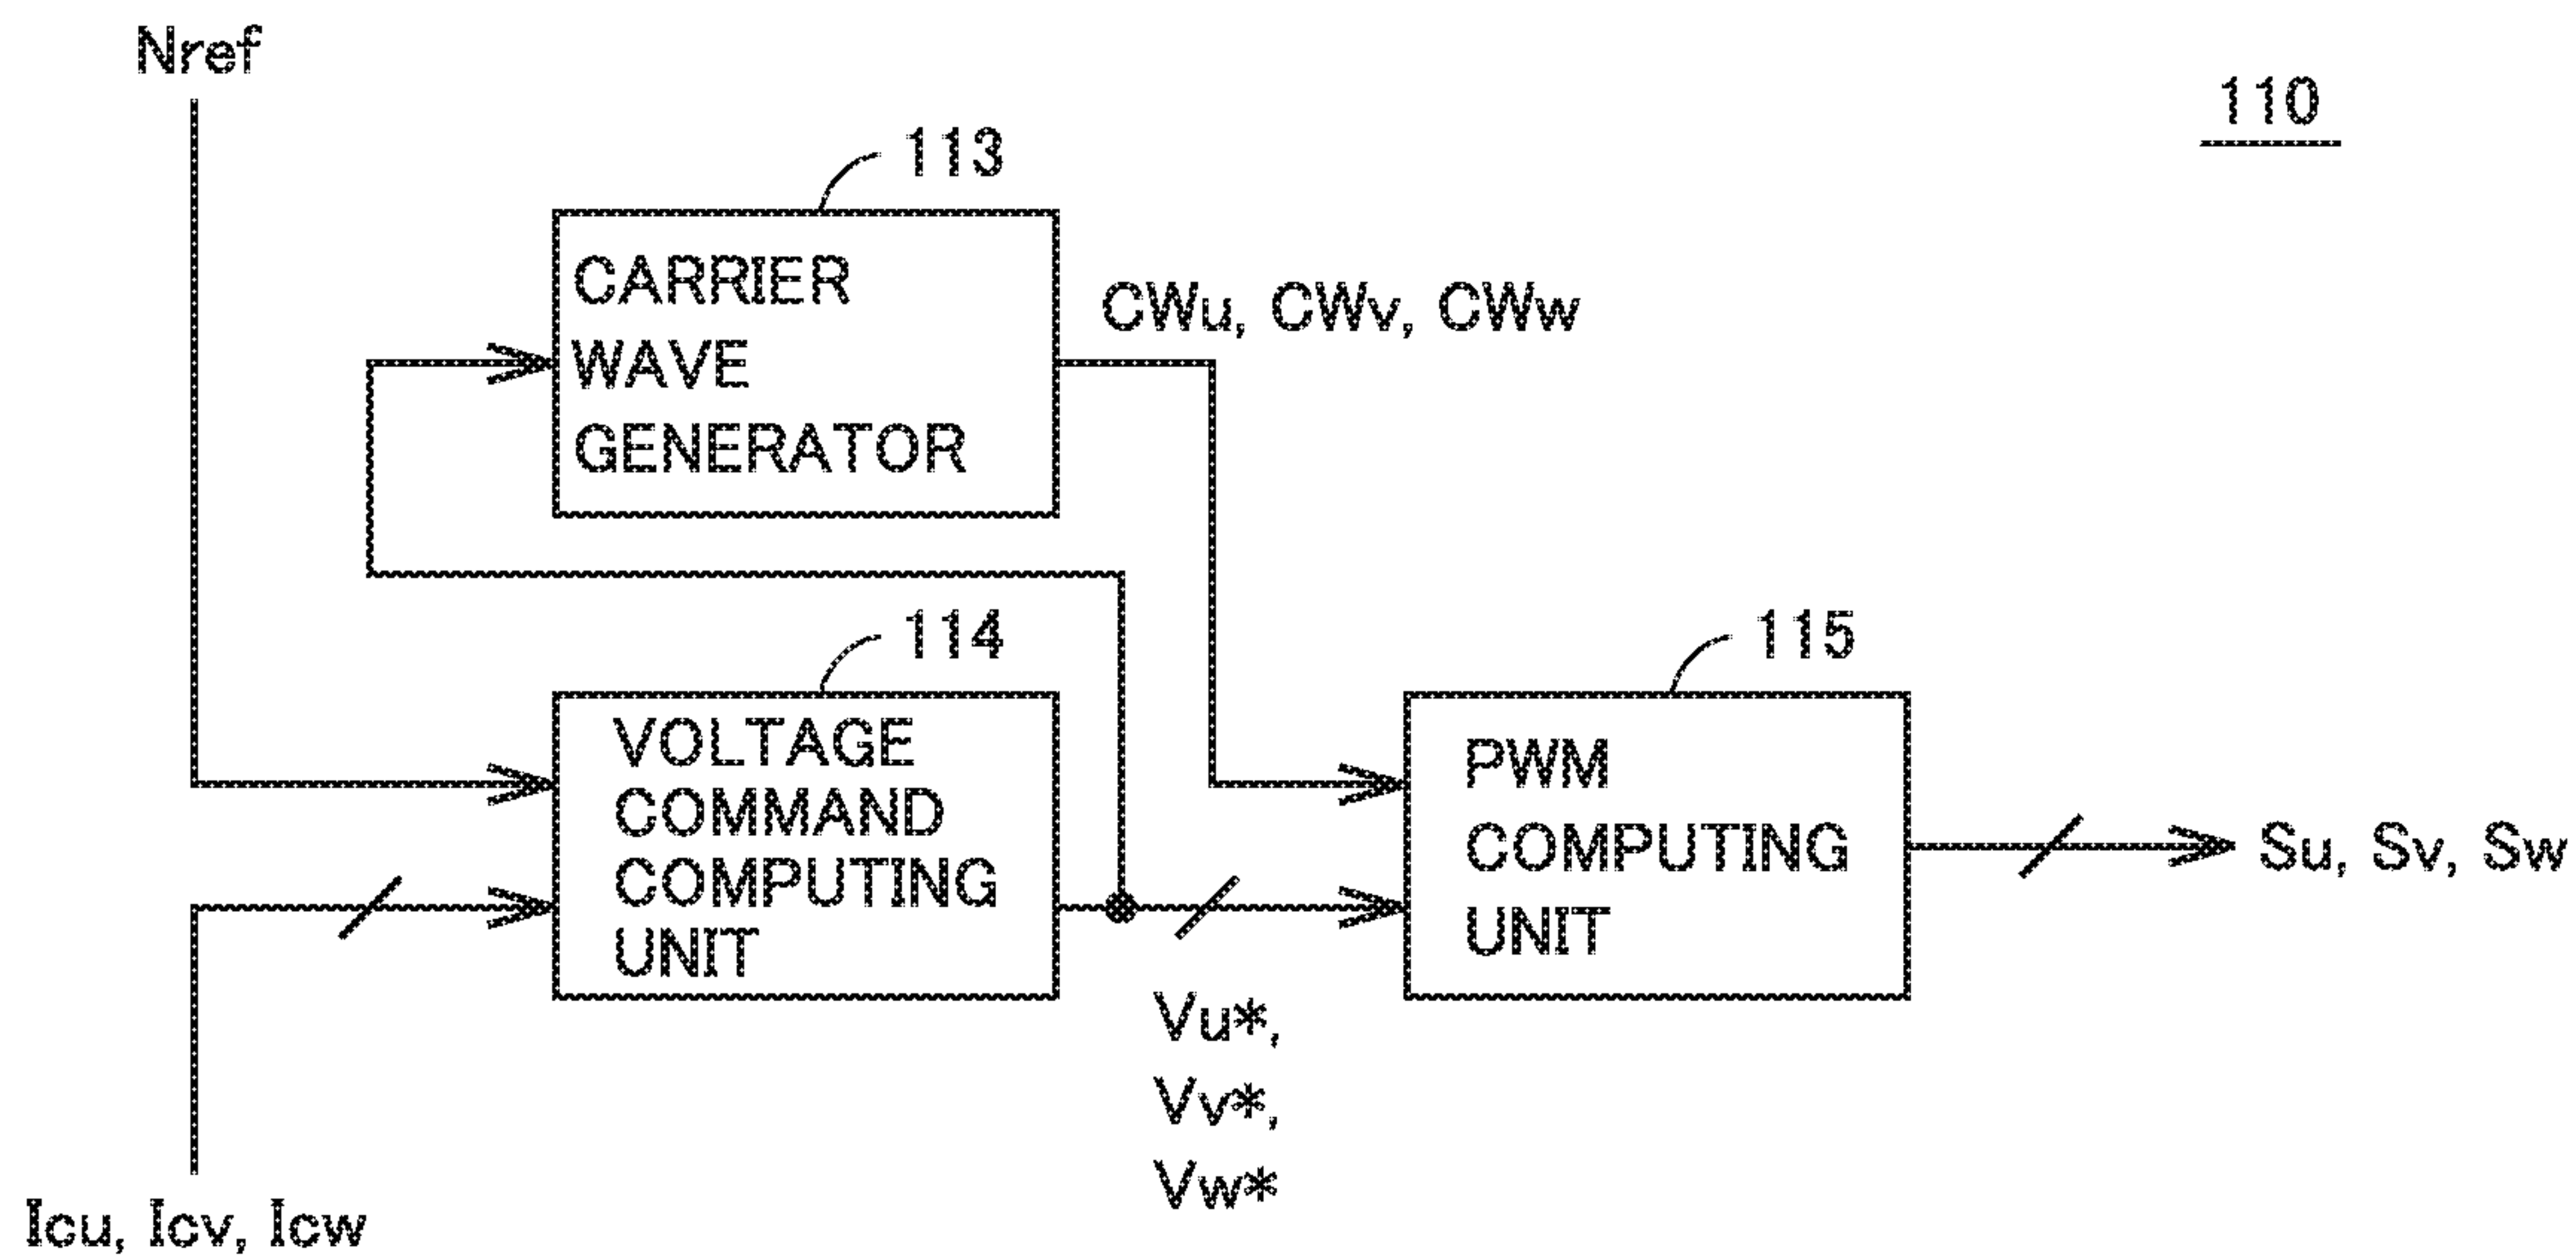 Nref
110
113
CARRIER
WAVE
GENERATOR
CWu, CWv, CWw
114
VOLTAGE
COMMAND
COMPUTING
UNIT
115
PWM
COMPUTING
UNIT
Su, Sv, Sw
Vu*,
Vv*,
Vw*
Icu, Icv, Icw